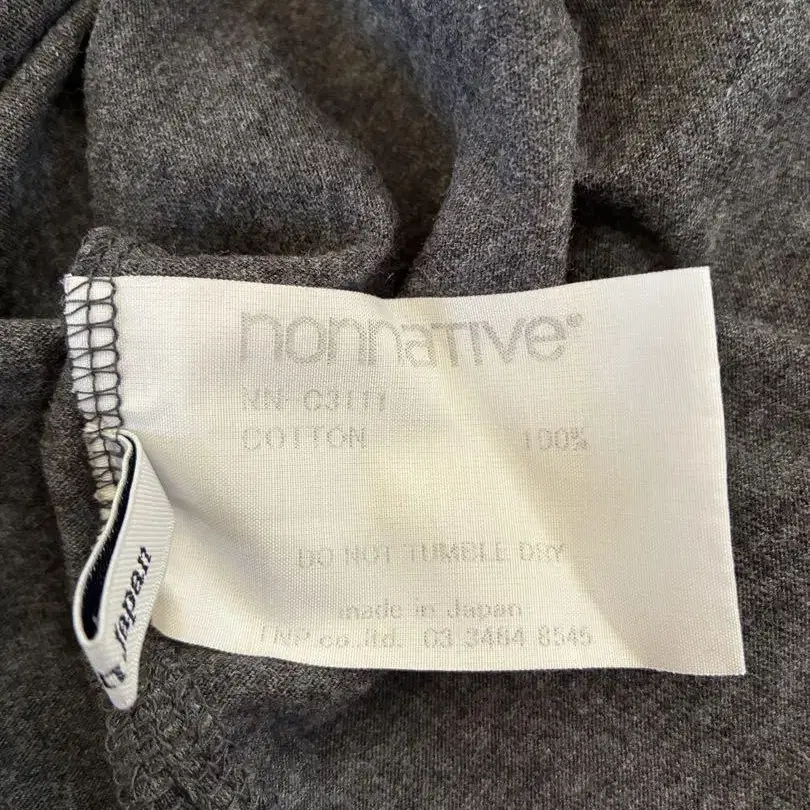 nonnative®
NN-C3111
COTTON 100%
DO NOT TUMBLE DRY
made in Japan
TNP co.,ltd. 03 3464 8545
Japan